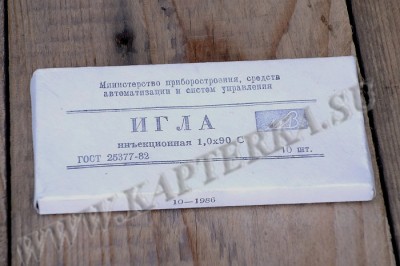 Министерство приборостроения, средств
автоматизации и систем управления
ИГЛА
инъекционная 1,0x90 С
ГОСТ 25377-82
10 шт.
10—1986
WWW.KAPTERKA.SU